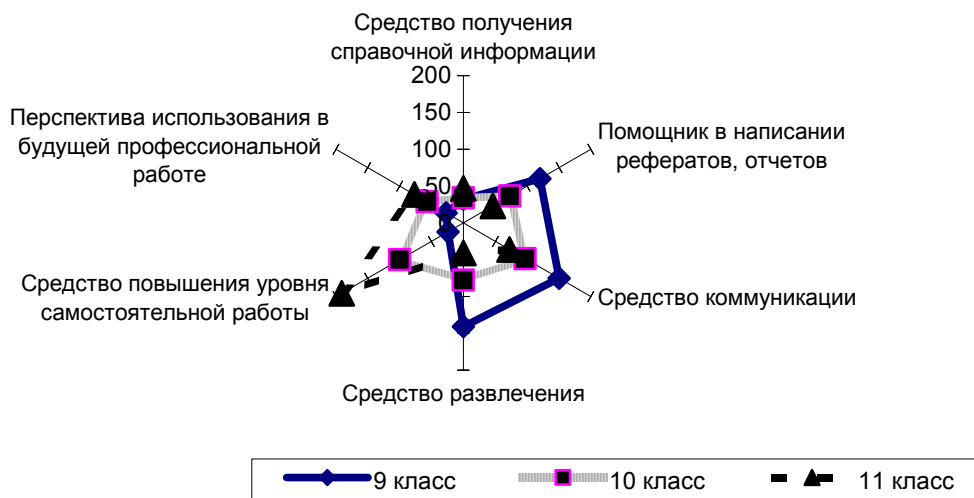 Средство получения
справочной информации
200
150
100
50
0
Перспектива использования в
будущей профессиональной
работе
Помощник в написании
рефератов, отчетов
Средство повышения уровня
самостоятельной работы
Средство коммуникации
Средство развлечения
9 класс
10 класс
11 класс